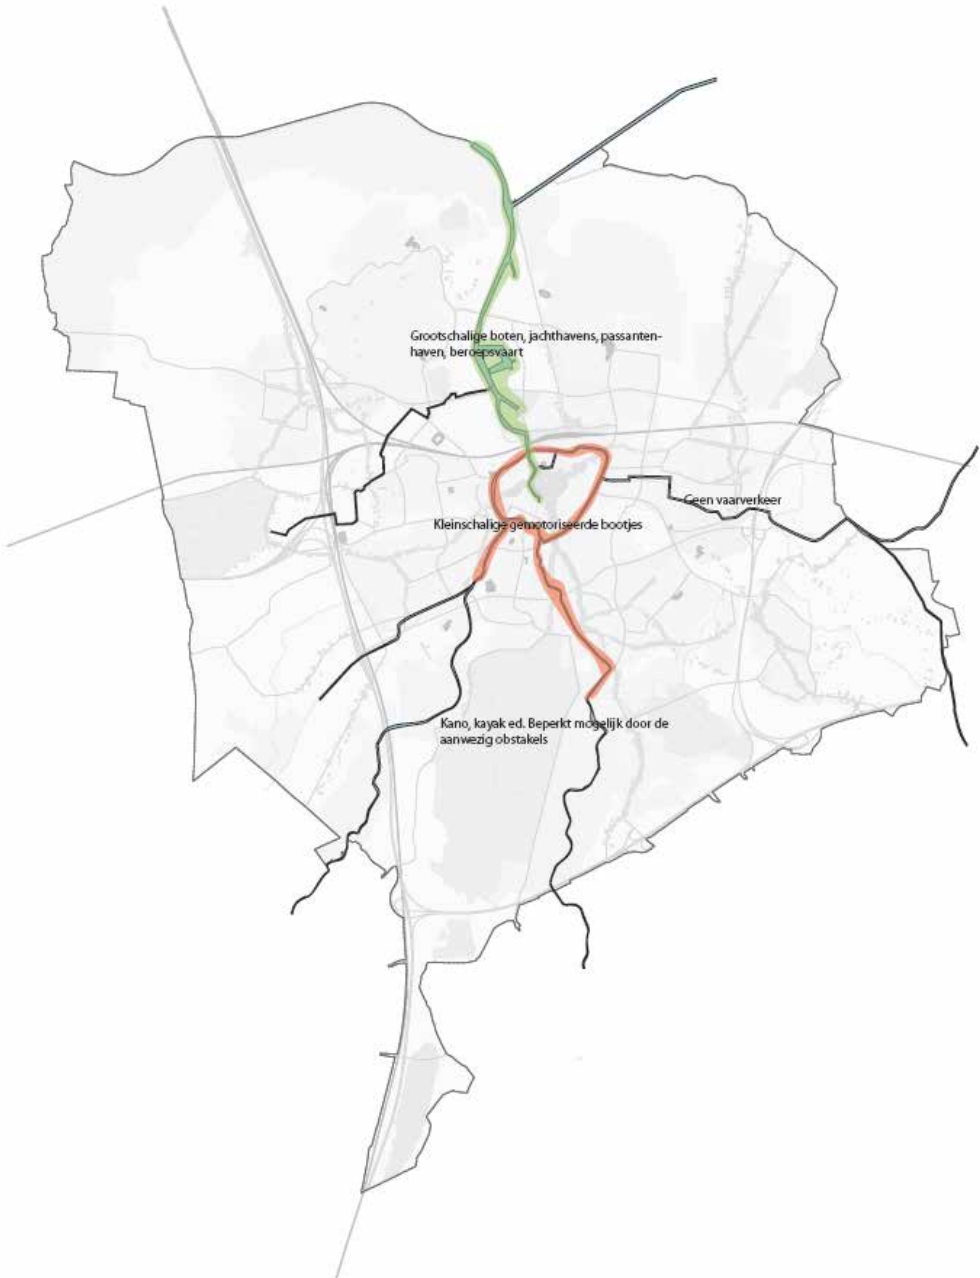 Grootschalige boten, jachthavens, passanten-
haven, beroepsvaart
Geen vaarverkeer
Kleinschalige gemotoriseerde bootjes
Kano, kayak ed. Beperkt mogelijk door de
aanwezig obstakels